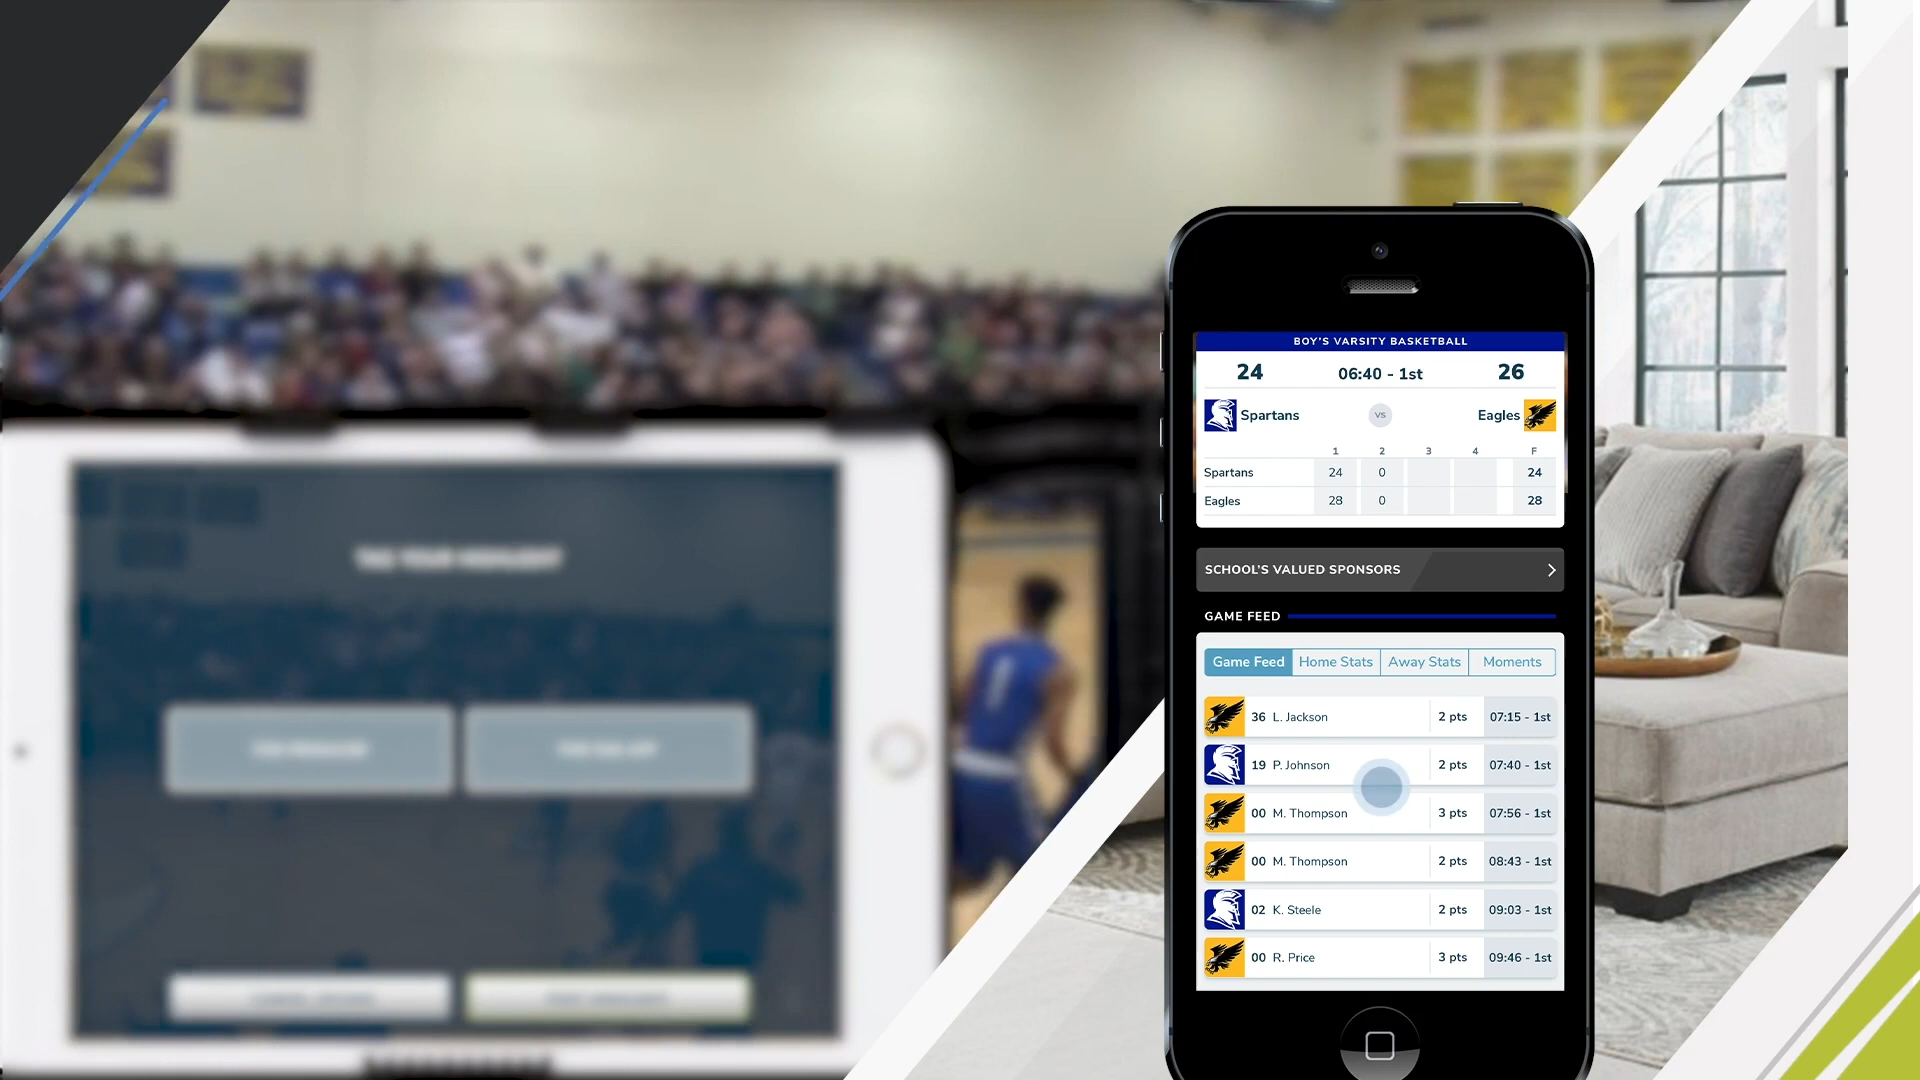 BOY'S VARSITY BASKETBALL
24 06:40 - 1st 26
Spartans VS Eagles
1 2 3 4 F
Spartans 24 0 24
Eagles 28 0 28
SCHOOL'S VALUED SPONSORS
GAME FEED
Game Feed Home Stats Away Stats Moments
36 L. Jackson 2 pts 07:15 - 1st
19 P. Johnson 2 pts 07:40 - 1st
00 M. Thompson 3 pts 07:56 - 1st
00 M. Thompson 2 pts 08:43 - 1st
02 K. Steele 2 pts 09:03 - 1st
00 R. Price 3 pts 09:46 - 1st
TAG YOUR HIGHLIGHT
1